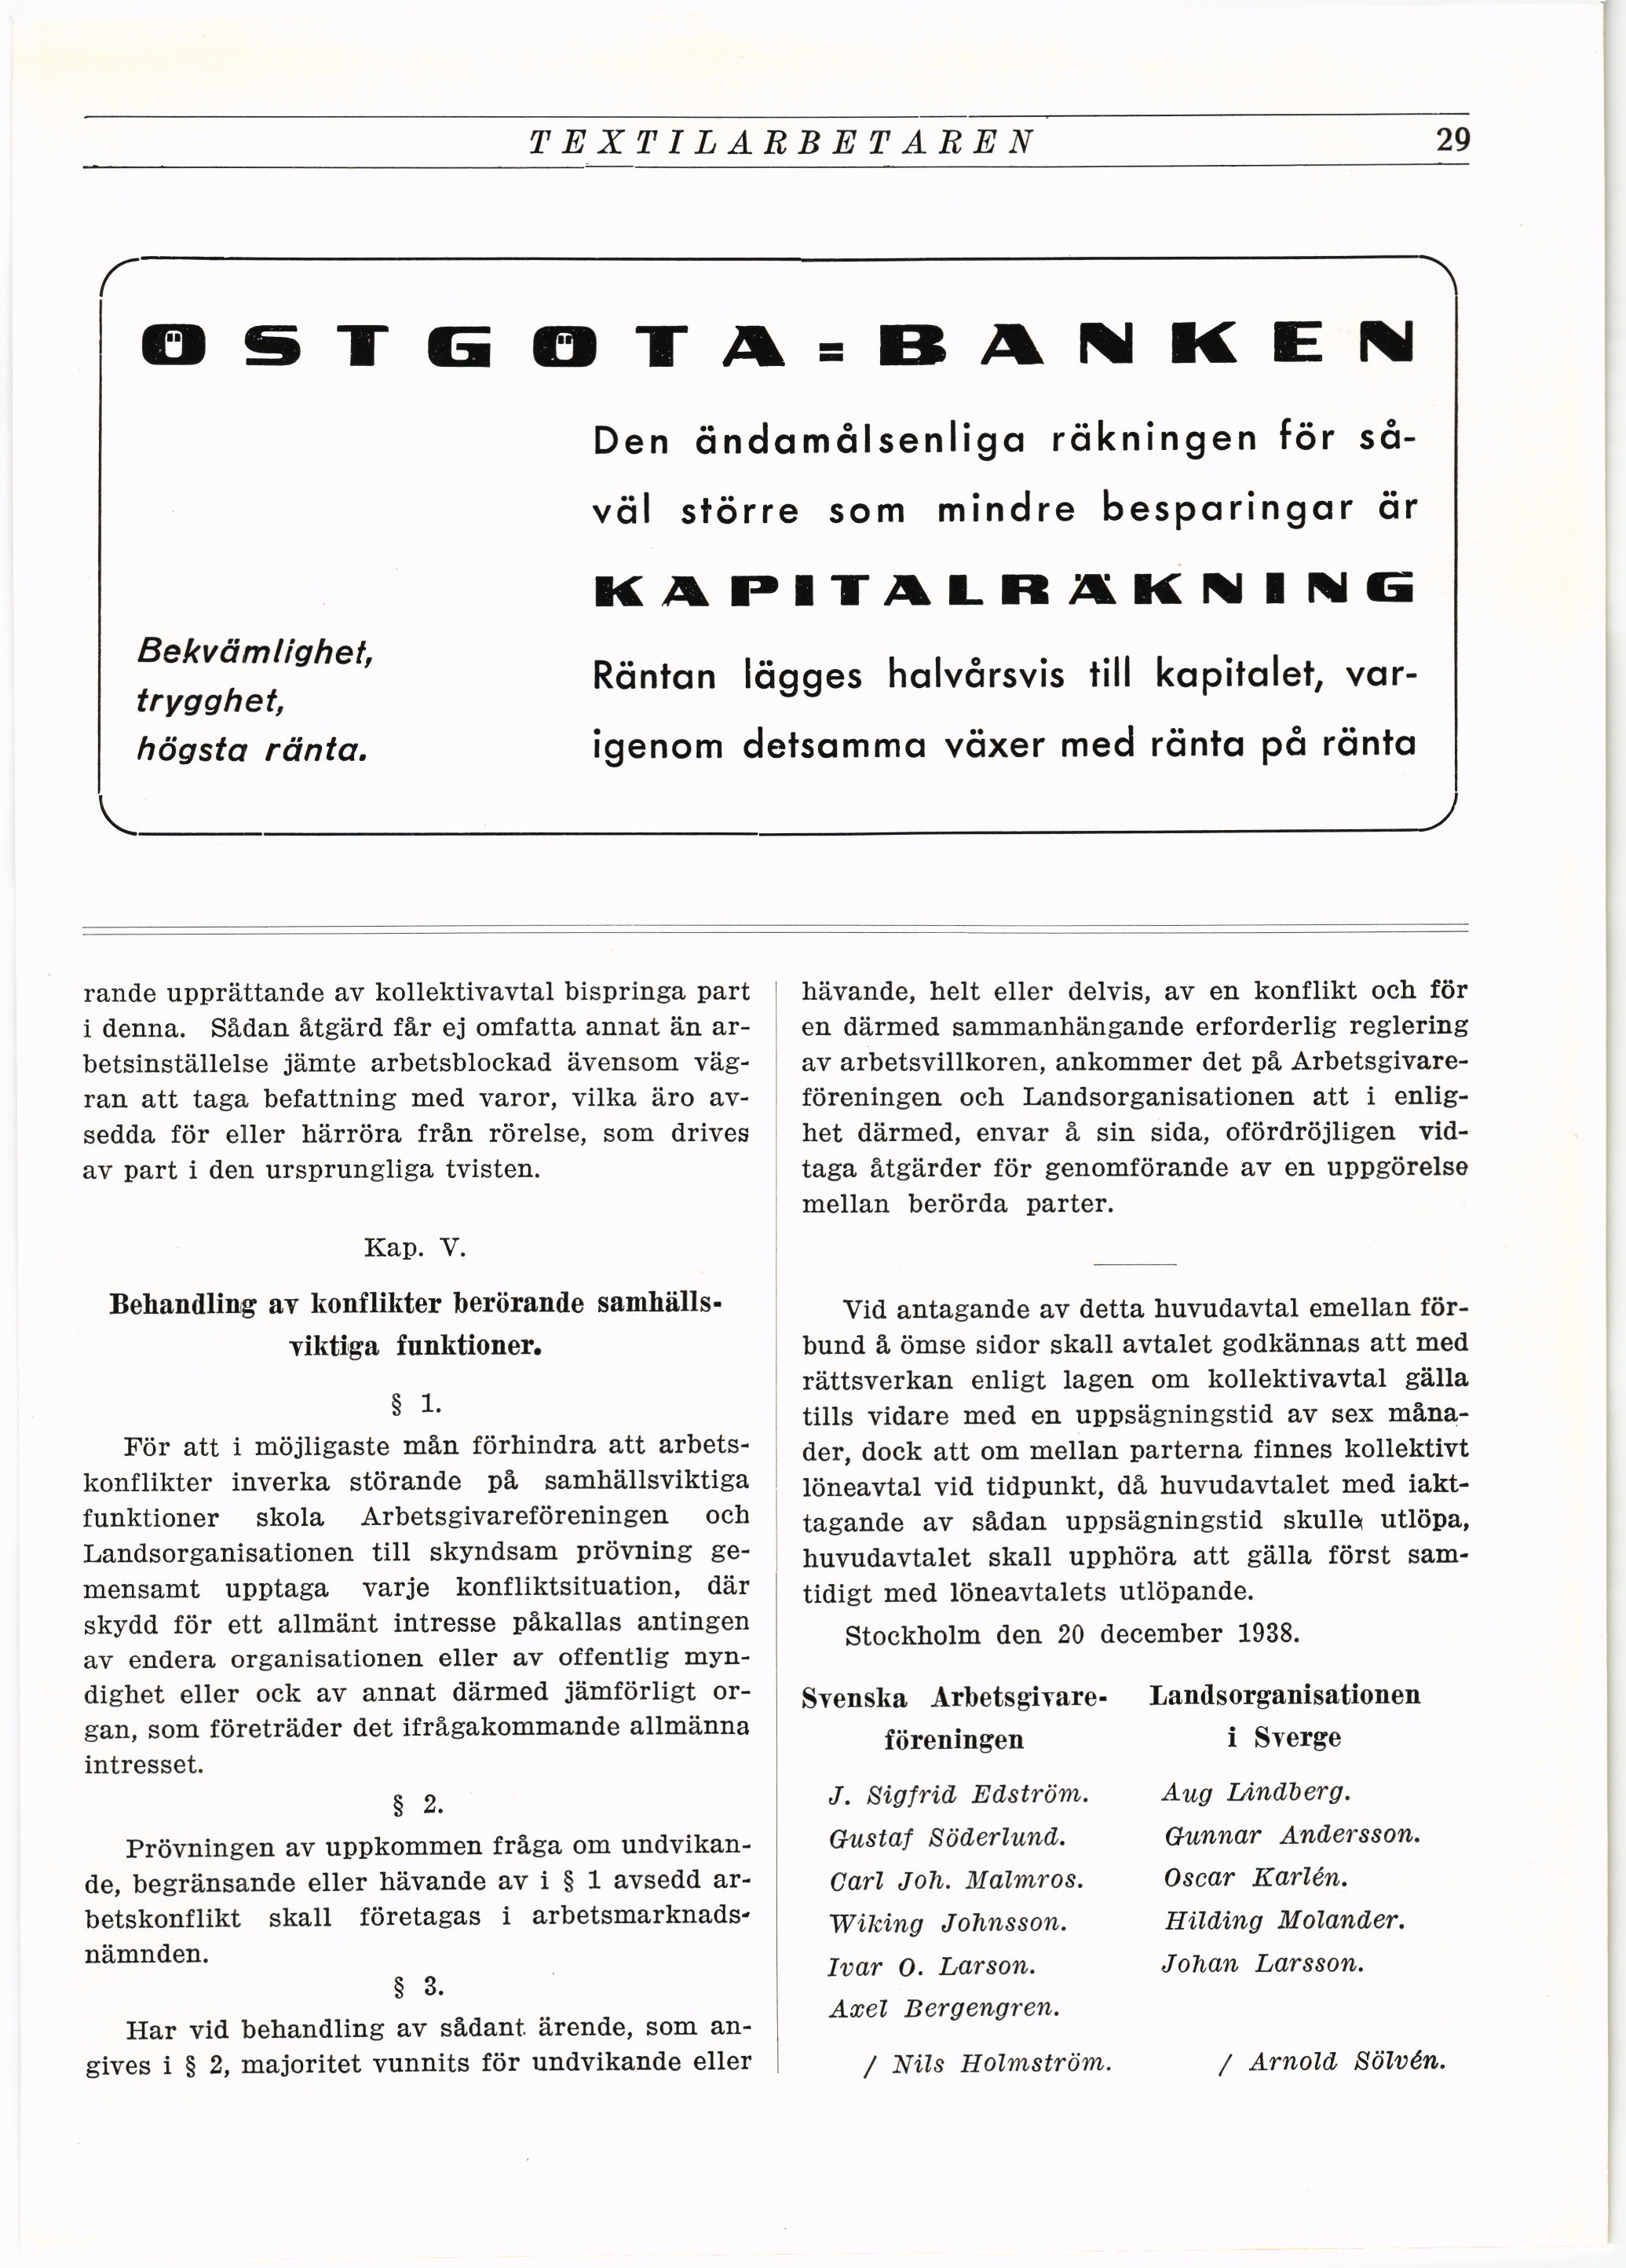 TEXTILARBETAREN 29
ÖSTGÖTA=BANKEN
Den ändamålsenliga räkningen för så-
väl större som mindre besparingar är
KAPITALRÄKNING
Bekvämlighet,
trygghet,
högsta ränta.
Räntan lägges halvårsvis till kapitalet, var-
igenom detsamma växer med ränta på ränta
rande upprättande av kollektivavtal bispringa part
i denna. Sådan åtgärd får ej omfatta annat än ar-
betsinställelse jämte arbetsblockad ävensom väg-
ran att taga befattning med varor, vilka äro av-
sedda för eller härröra från rörelse, som drives
av part i den ursprungliga tvisten.
Kap. V.
Behandling av konflikter berörande samhälls-
viktiga funktioner.
§ 1.
För att i möjligaste mån förhindra att arbets-
konflikter inverka störande på samhällsviktiga
funktioner skola Arbetsgivareföreningen och
Landsorganisationen till skyndsam prövning ge-
mensamt upptaga varje konfliktsituation, där
skydd för ett allmänt intresse påkallas antingen
av endera organisationen eller av offentlig myn-
dighet eller ock av annat därmed jämförligt or-
gan, som företräder det ifrågakommande allmänna
intresset.
§ 2.
Prövningen av uppkommen fråga om undvikan-
de, begränsande eller hävande av i § 1 avsedd ar-
betskonflikt skall företagas i arbetsmarknads-
nämnden.
§ 3.
Har vid behandling av sådant ärende, som an-
gives i § 2, majoritet vunnits för undvikande eller
hävande, helt eller delvis, av en konflikt och för
en därmed sammanhängande erforderlig reglering
av arbetsvillkoren, ankommer det på Arbetsgivare-
föreningen och Landsorganisationen att i enlig-
het därmed, envar å sin sida, ofördröjligen vid-
taga åtgärder för genomförande av en uppgörelse
mellan berörda parter.
Vid antagande av detta huvudavtal emellan för-
bund å ömse sidor skall avtalet godkännas att med
rättsverkan enligt lagen om kollektivavtal gälla
tills vidare med en uppsägningstid av sex måna-
der, dock att om mellan parterna finnes kollektivt
löneavtal vid tidpunkt, då huvudavtalet med iakt-
tagande av sådan uppsägningstid skulle utlöpa,
huvudavtalet skall upphöra att gälla först sam-
tidigt med löneavtalets utlöpande.
Stockholm den 20 december 1938.
Svenska Arbetsgivare-
föreningen
J. Sigfrid Edström.
Gustaf Söderlund.
Carl Joh. Malmros.
Wiking Johnsson.
Ivar O. Larson.
Axel Bergengren.
/ Nils Holmström.
Landsorganisationen
i Sverge
Aug Lindberg.
Gunnar Andersson.
Oscar Karlén.
Hilding Molander.
Johan Larsson.
/ Arnold Sölvén.